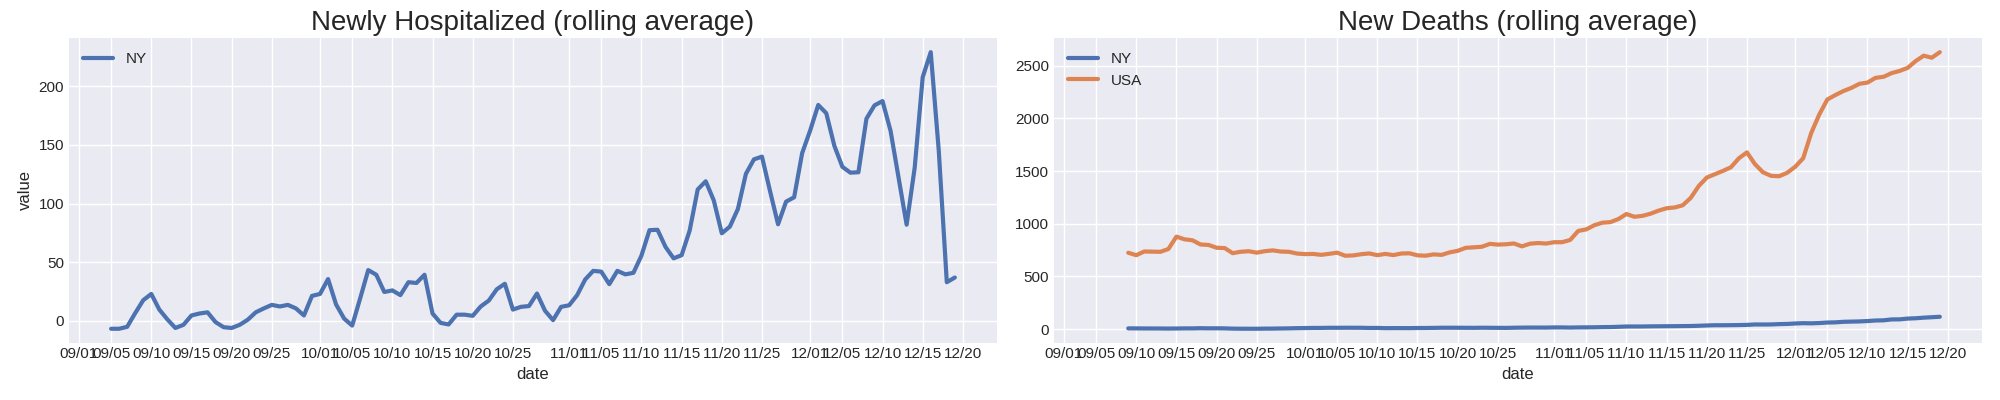 Newly Hospitalized (rolling average)
NY
200
150
100
50
0
value
09/01 09/05 09/10 09/15 09/20 09/25 10/01 10/05 10/10 10/15 10/20 10/25 11/01 11/05 11/10 11/15 11/20 11/25 12/01 12/05 12/10 12/15 12/20
date
New Deaths (rolling average)
NY
USA
2500
2000
1500
1000
500
0
09/01 09/05 09/10 09/15 09/20 09/25 10/01 10/05 10/10 10/15 10/20 10/25 11/01 11/05 11/10 11/15 11/20 11/25 12/01 12/05 12/10 12/15 12/20
date